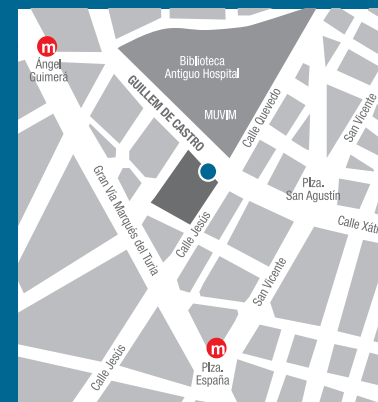 m
Ángel
Guimerá
Biblioteca
Antiguo Hospital
MUVIM
GUILLEM DE CASTRO
Calle Quevedo
San Vicente
Plza.
San Agustín
Calle Xáti
Gran Vía Marqués del Turia
Calle Jesús
San Vicente
m
Plza.
España
Calle Jesús